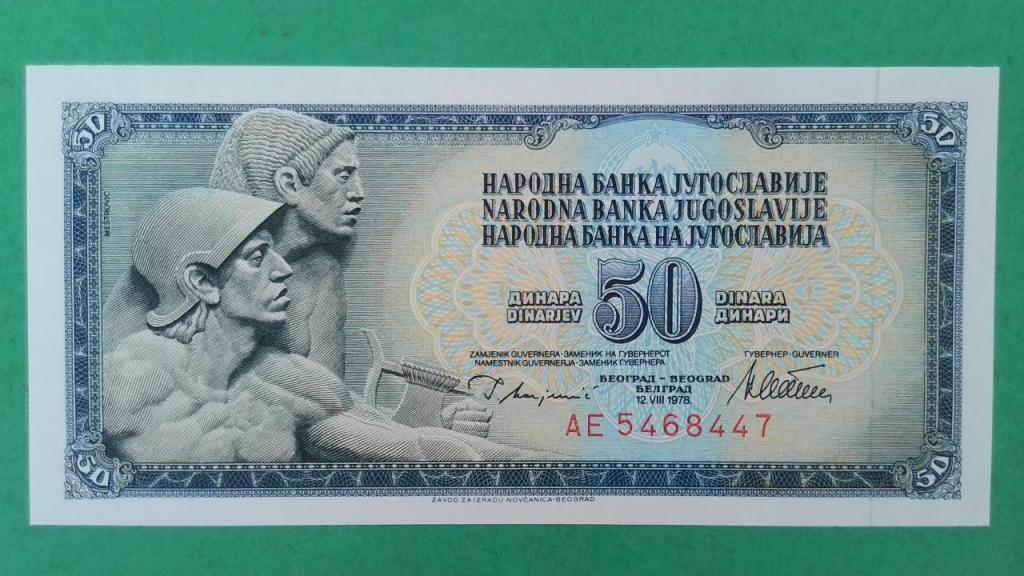 50 50
MEŠTROVIĆ
НАРОДНА БАНКА ЈУГОСЛАВИЈЕ
NARODNA BANKA JUGOSLAVIJE
НАРОДНА БАНКА НА ЈУГОСЛАВИЈА
ДИНАРА 50 DINARA
DINARJEV ДИНАРИ
ZAMJENIK GUVERNERA · ЗАМЕНИК НА ГУВЕРНЕРОТ ГУВЕРНЕР · GUVERNER
NAMESTNIK GUVERNERJA · ЗАМЕНИК ГУВЕРНЕРА
БЕОГРАД – BEOGRAD
БЕЛГРАД
12. VIII 1978.
AE 5468447
50 50
ZAVOD ZA IZRADU NOVČANICA-BEOGRAD